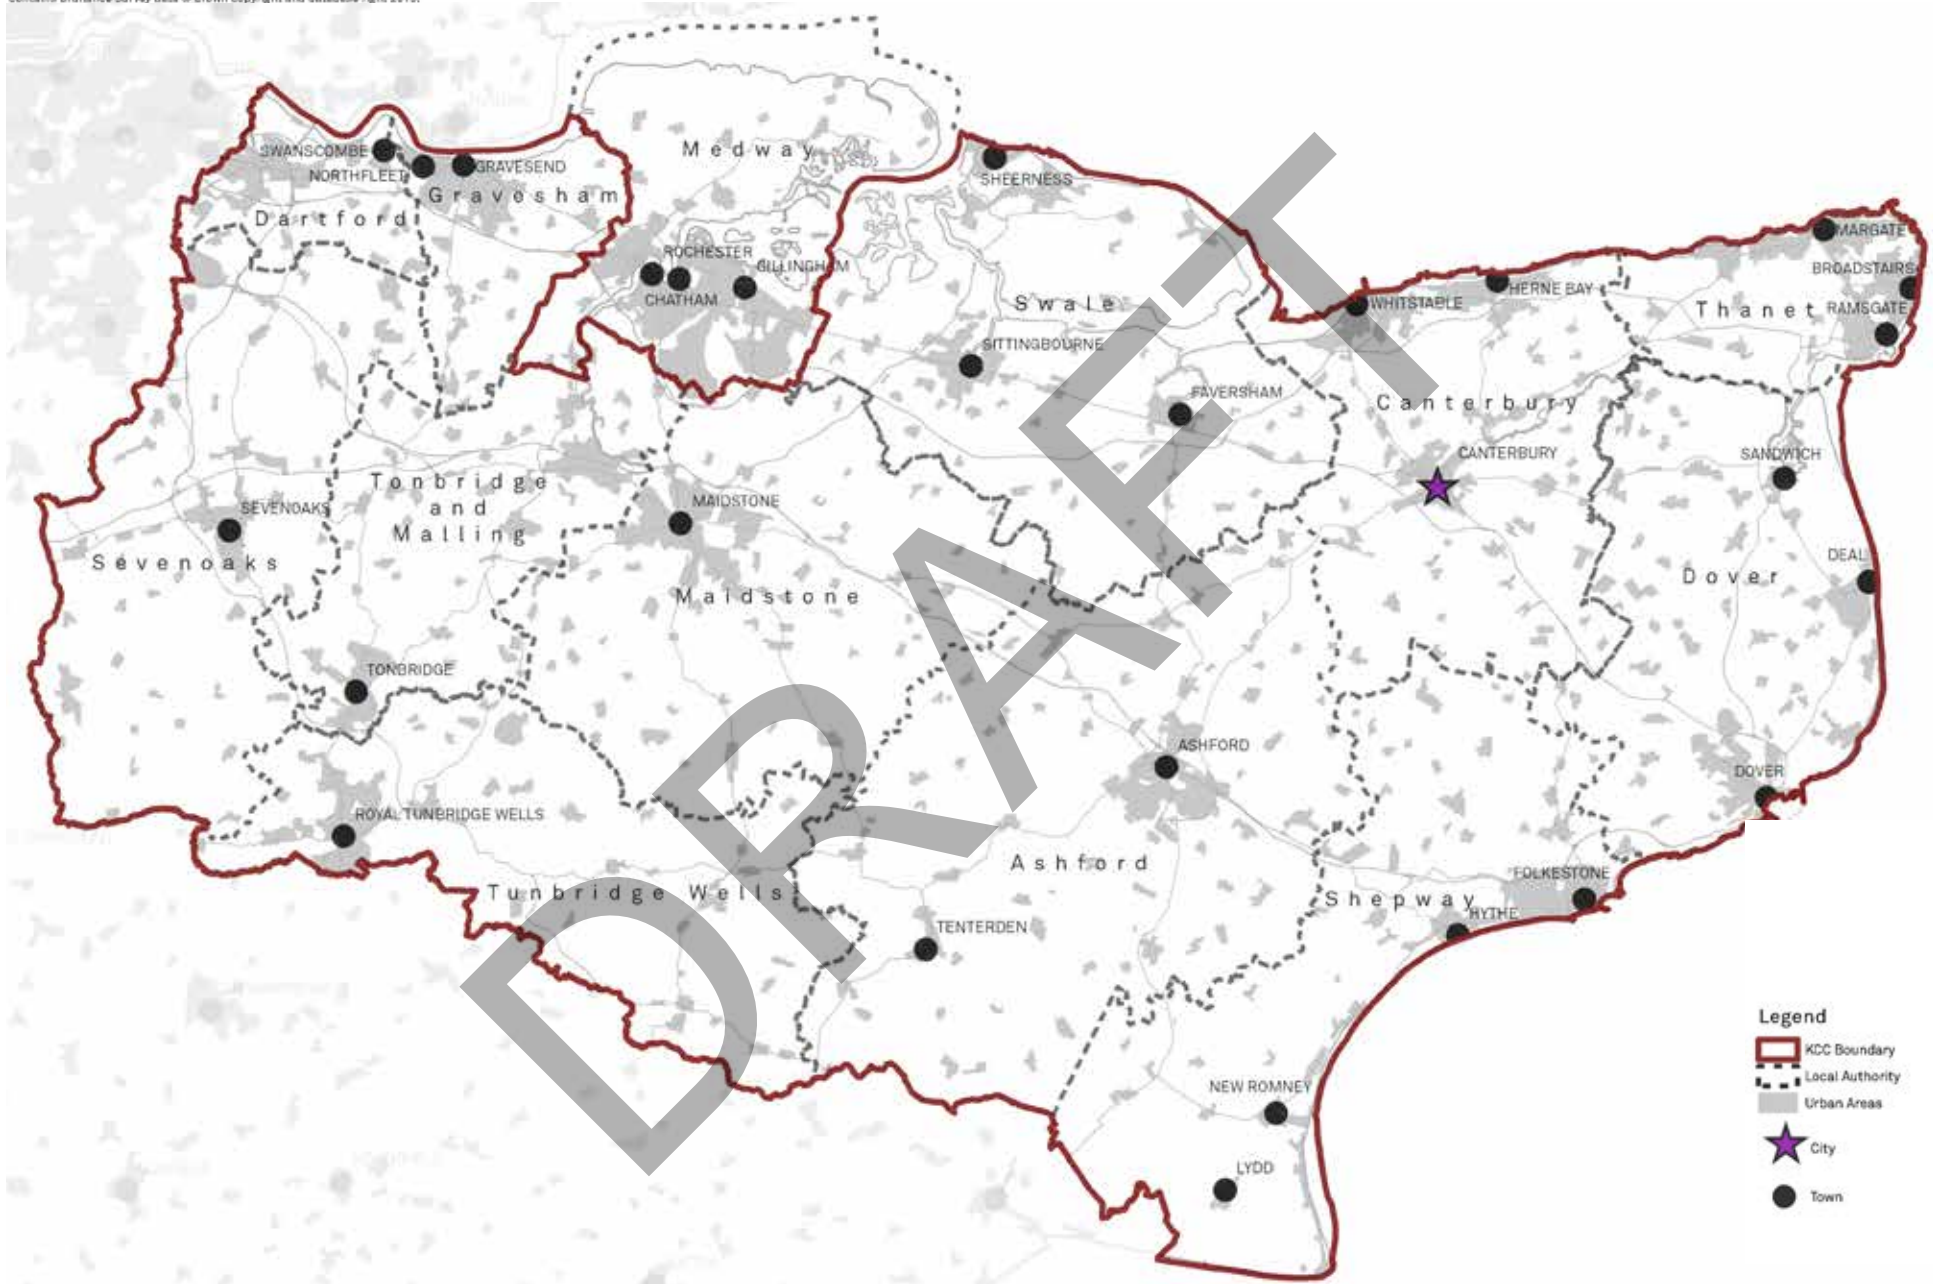 Medway
SWANSCOMBE
NORTHFLEET
GRAVESEND
Gravesham
Dartford
SHEERNESS
ROCHESTER
GILLINGHAM
CHATHAM
Swale
SITTINGBOURNE
FAVERSHAM
WHITSTABLE
HERNE BAY
MARGATE
BROADSTAIRS
Thanet
RAMSGATE
Canterbury
CANTERBURY
SANDWICH
DEAL
Dover
DOVER
SEVENOAKS
Sevenoaks
Tonbridge
and
Malling
MAIDSTONE
Maidstone
TONBRIDGE
ROYAL TUNBRIDGE WELLS
Tunbridge Wells
ASHFORD
Ashford
TENTERDEN
FOLKESTONE
Shepway
HYTHE
NEW ROMNEY
LYDD
DRAFT
Legend
KCC Boundary
Local Authority
Urban Areas
City
Town